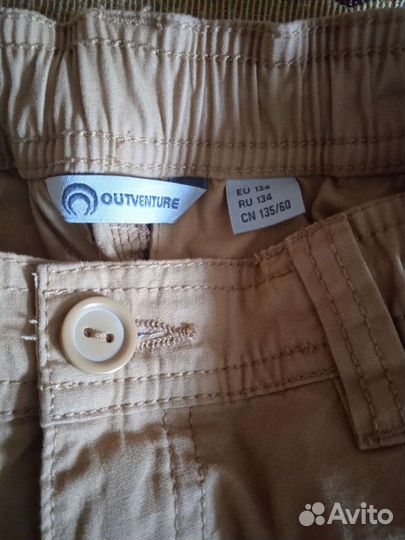 OUTVENTURE
EU 134
RU 134
CN 135/60
Avito